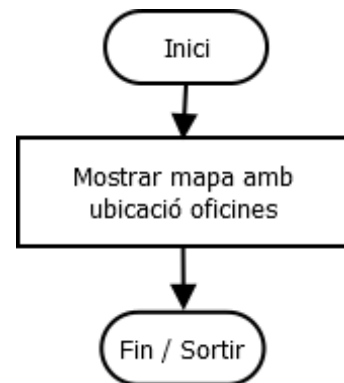 Inici
Mostrar mapa amb
ubicació oficines
Fin / Sortir